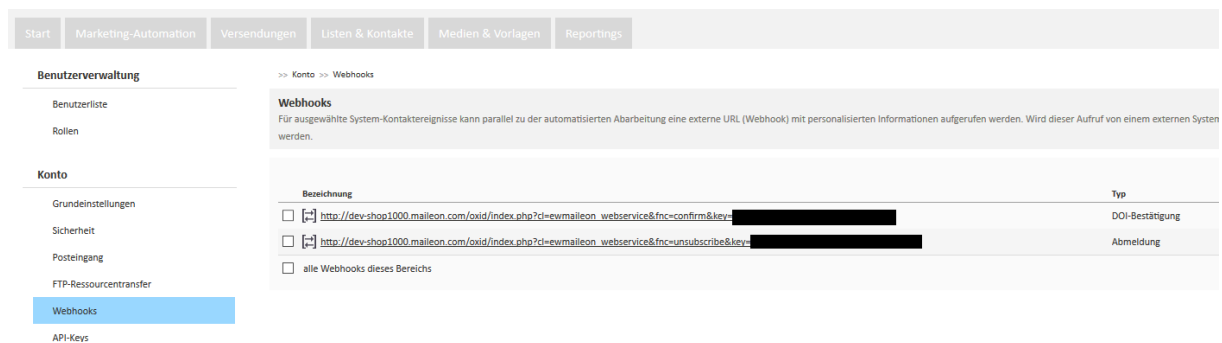 Start Marketing-Automation Versendungen Listen & Kontakte Medien & Vorlagen Reportings
Benutzerverwaltung
Benutzerliste
Rollen
Konto
Grundeinstellungen
Sicherheit
Posteingang
FTP-Ressourcentransfer
Webhooks
API-Keys
>> Konto >> Webhooks
Webhooks
Für ausgewählte System-Kontaktereignisse kann parallel zu der automatisierten Abarbeitung eine externe URL (Webhook) mit personalisierten Informationen aufgerufen werden. Wird dieser Aufruf von einem externen System
werden.
Bezeichnung Typ
http://dev-shop1000.maileon.com/oxid/index.php?cl=ewmaileon_webservice&fnc=confirm&key= DOI-Bestätigung
http://dev-shop1000.maileon.com/oxid/index.php?cl=ewmaileon_webservice&fnc=unsubscribe&key= Abmeldung
alle Webhooks dieses Bereichs